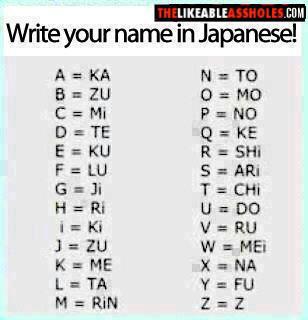 THELIKEABLEASSHOLES.COM
Write your name in Japanese!
A = KA
B = ZU
C = Mi
D = TE
E = KU
F = LU
G = Ji
H = Ri
i = Ki
J = ZU
K = ME
L = TA
M = RiN
N = TO
O = MO
P = NO
Q = KE
R = SHi
S = ARi
T = CHi
U = DO
V = RU
W = MEi
X = NA
Y = FU
Z = Z